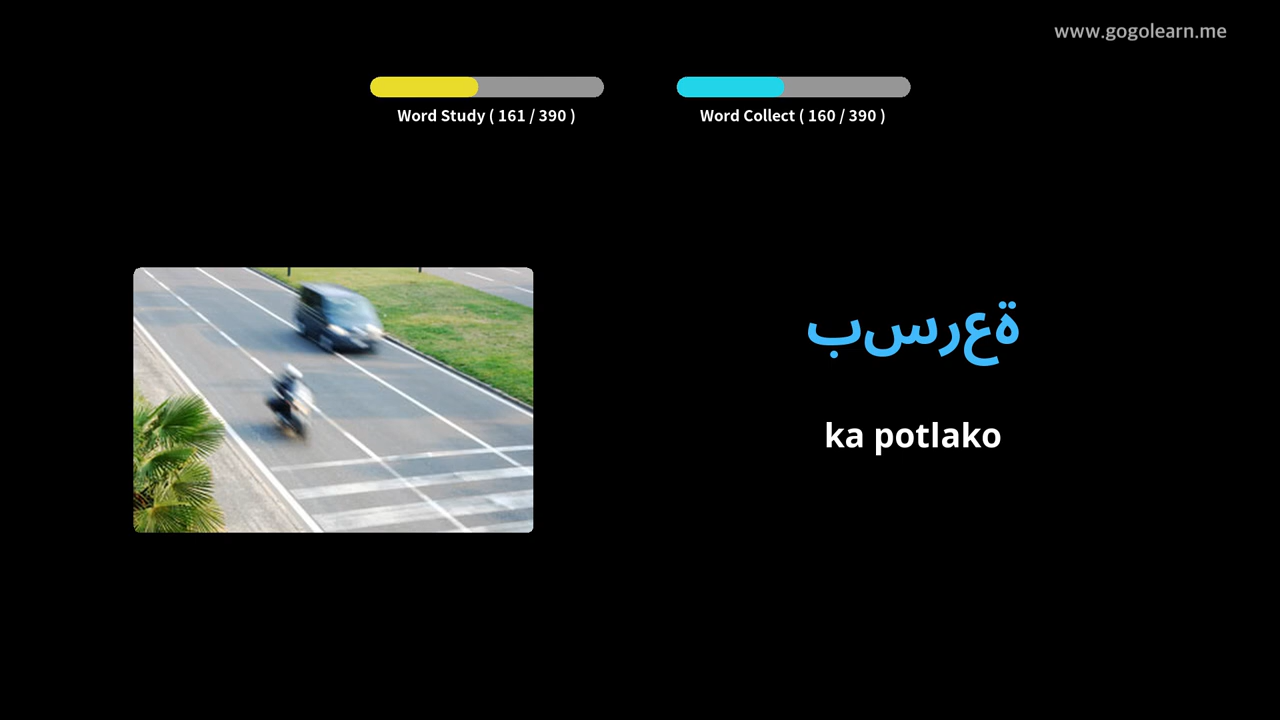 www.gogolearn.me
Word Study ( 161 / 390 )
Word Collect ( 160 / 390 )
بسرعة
ka potlako